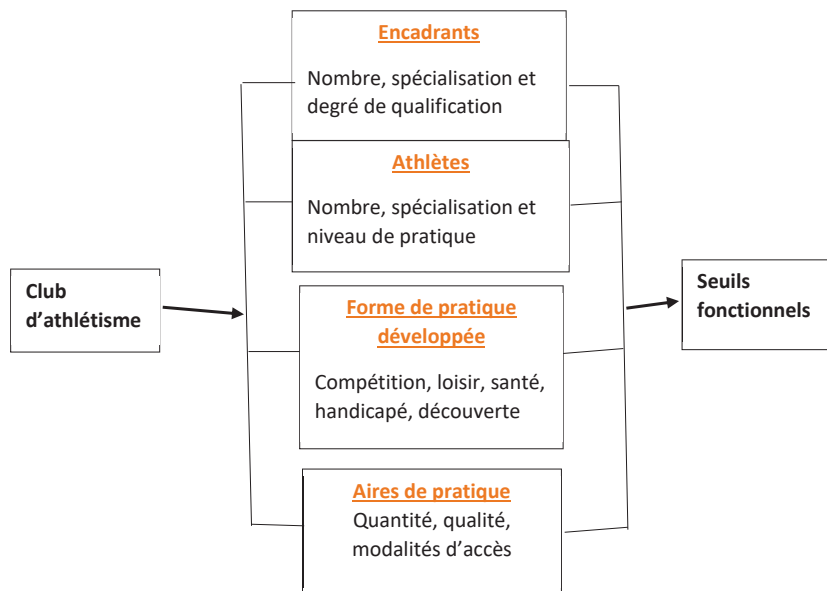 Encadrants
Nombre, spécialisation et
degré de qualification
Athlètes
Nombre, spécialisation et
niveau de pratique
Club
d’athlétisme
Forme de pratique
développée
Compétition, loisir, santé,
handicapé, découverte
Seuils
fonctionnels
Aires de pratique
Quantité, qualité,
modalités d’accès